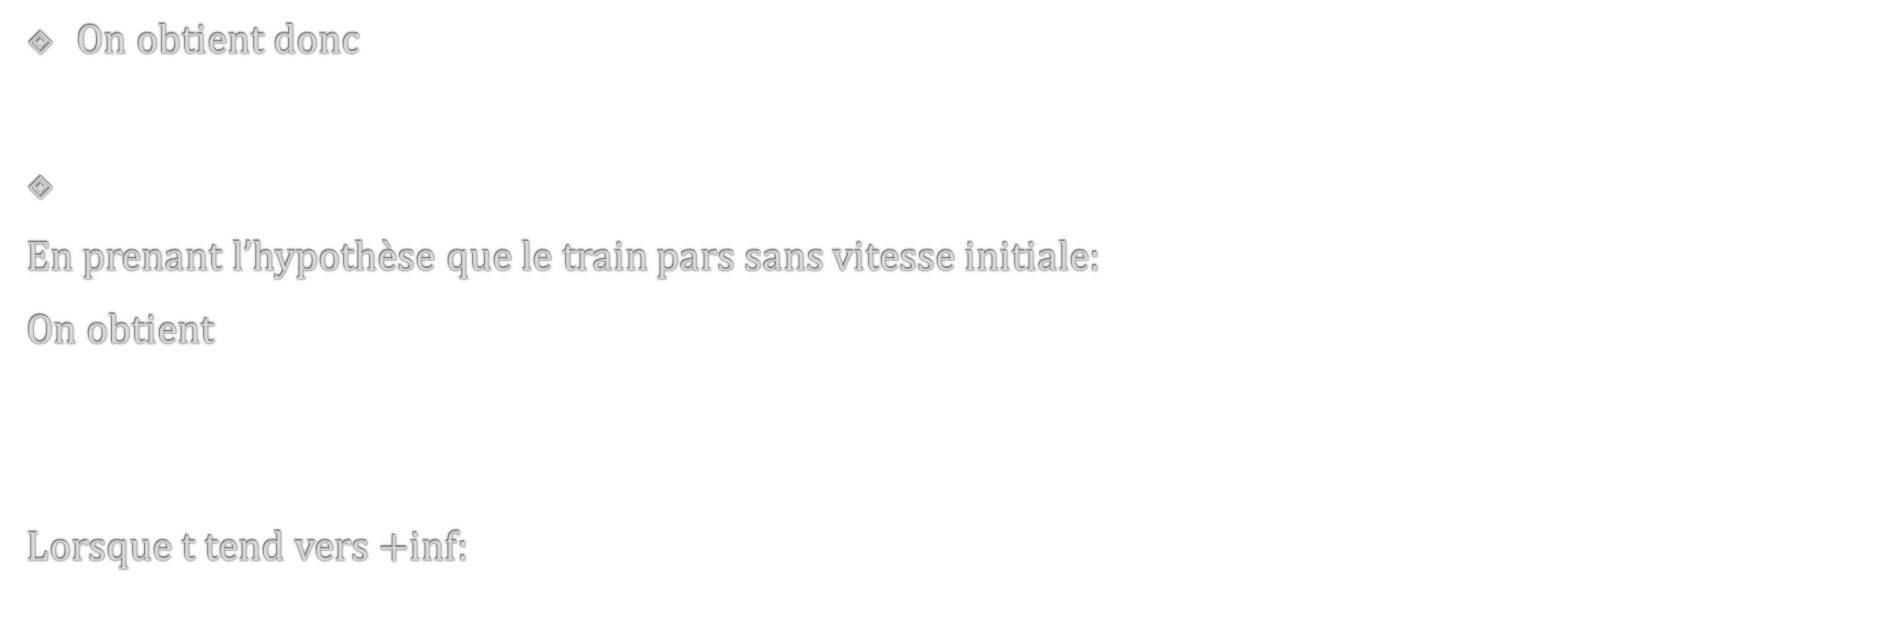 On obtient donc
En prenant l’hypothèse que le train pars sans vitesse initiale:
On obtient
Lorsque t tend vers +inf: